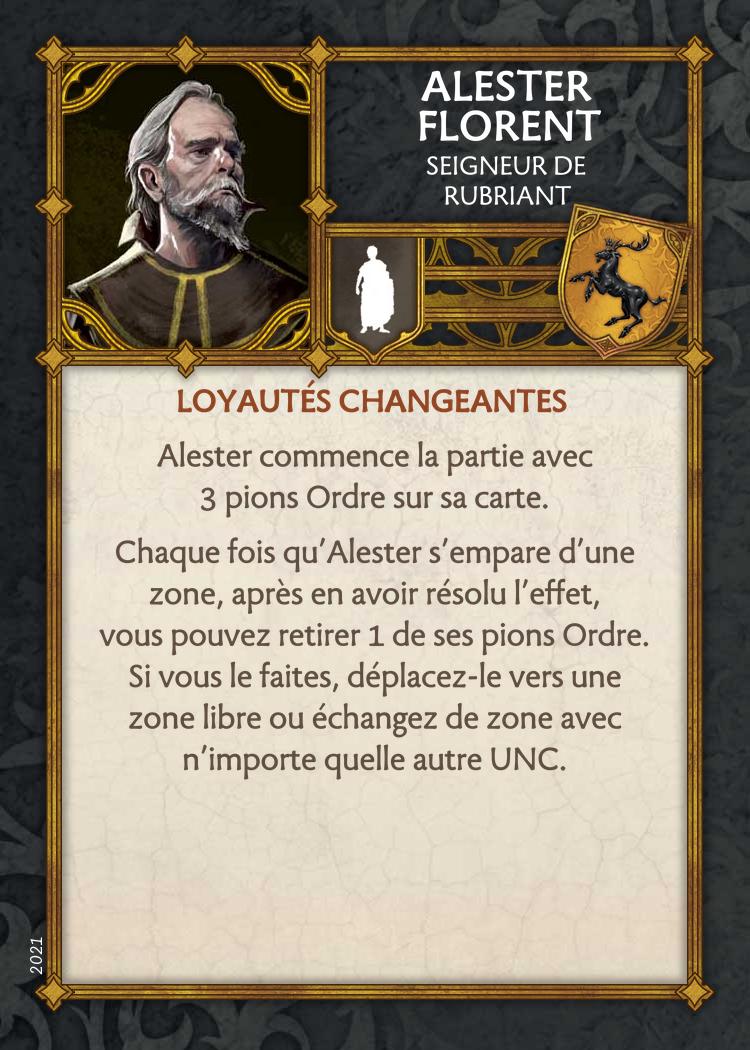 ALESTER
FLORENT
SEIGNEUR DE
RUBRIANT
LOYAUTÉS CHANGEANTES
Alester commence la partie avec
3 pions Ordre sur sa carte.
Chaque fois qu'Alester s'empare d'une
zone, après en avoir résolu l'effet,
vous pouvez retirer 1 de ses pions Ordre.
Si vous le faites, déplacez-le vers une
zone libre ou échangez de zone avec
n'importe quelle autre UNC.
2021